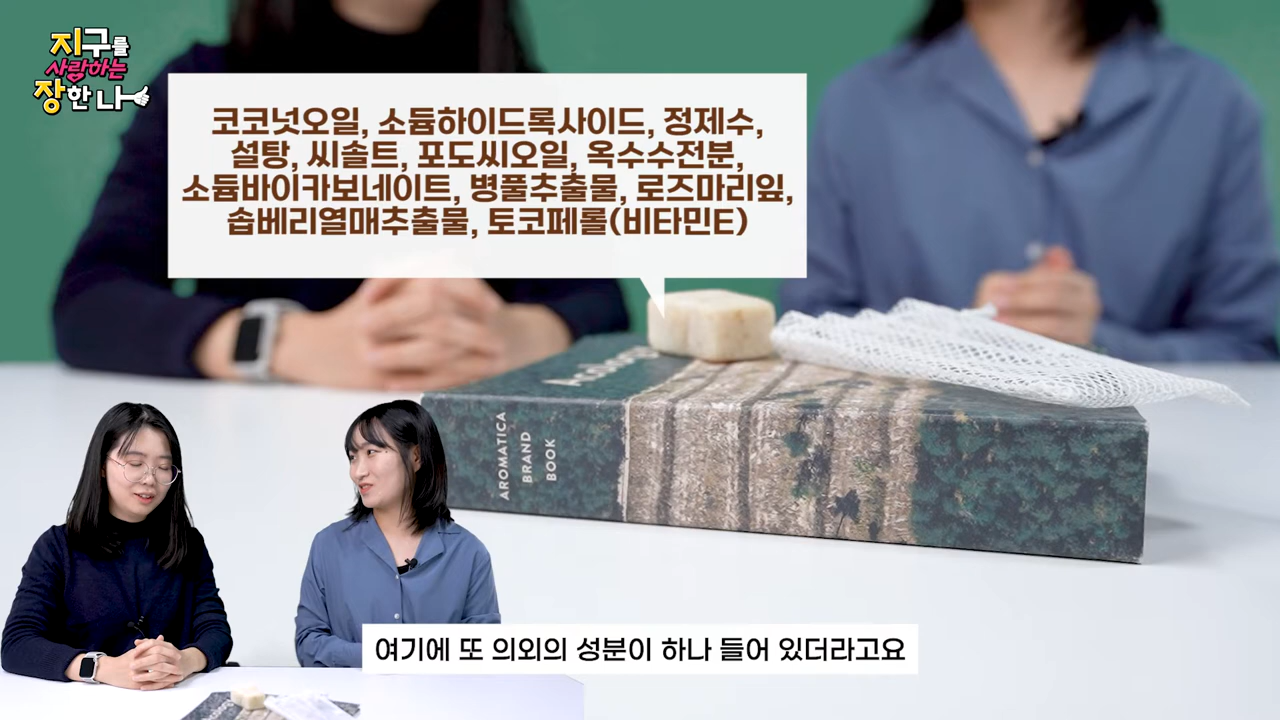 지구를
사랑하는
장한 나
코코넛오일, 소듐하이드록사이드, 정제수,
설탕, 씨솔트, 포도씨오일, 옥수수전분,
소듐바이카보네이트, 병풀추출물, 로즈마리잎,
솝베리열매추출물, 토코페롤(비타민E)
AROMATICA
BRAND
BOOK
여기에 또 의외의 성분이 하나 들어 있더라고요